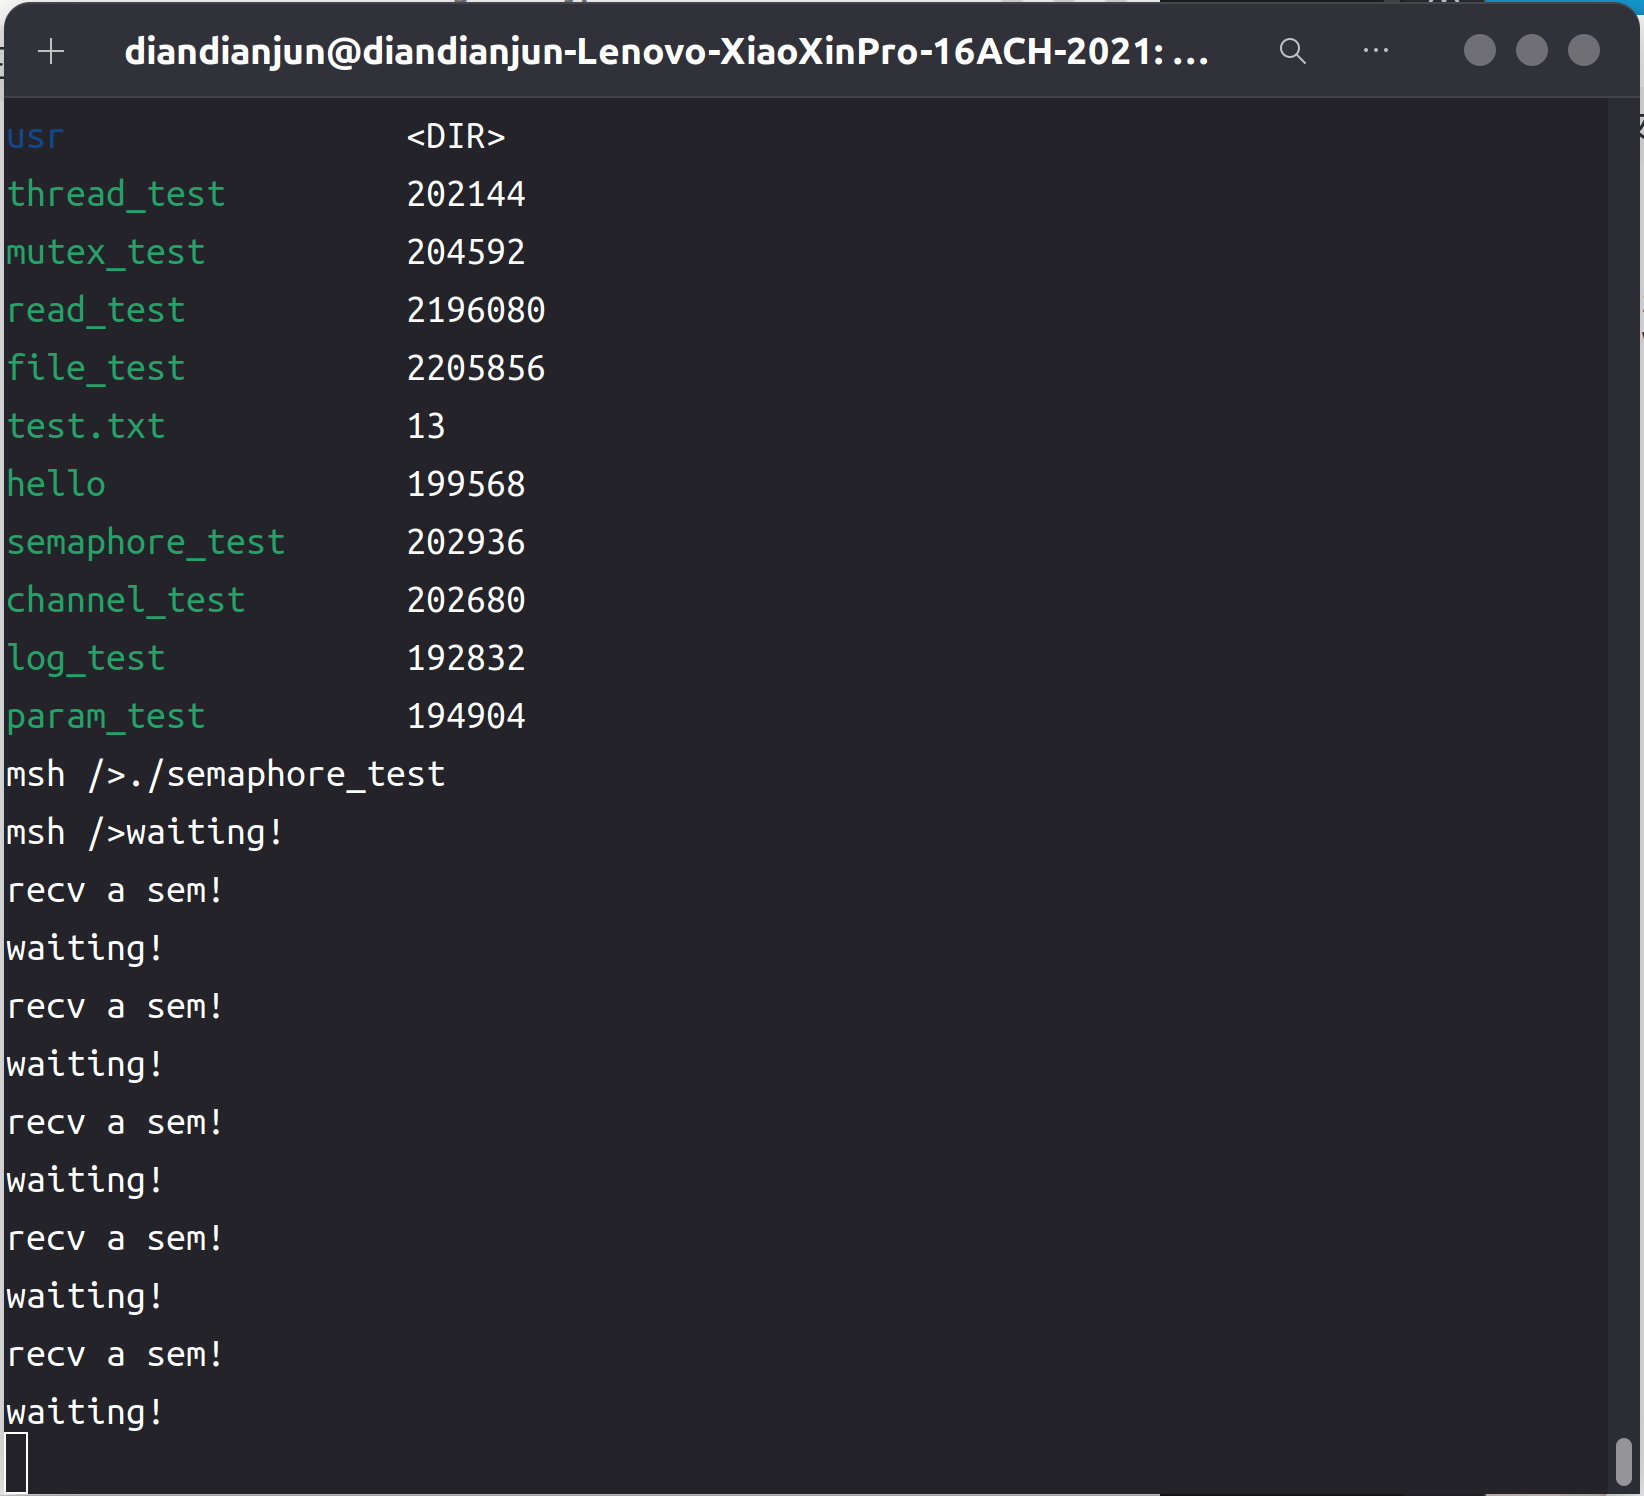 diandianjun@diandianjun-Lenovo-XiaoXinPro-16ACH-2021: ...
usr <DIR>
thread_test 202144
mutex_test 204592
read_test 2196080
file_test 2205856
test.txt 13
hello 199568
semaphore_test 202936
channel_test 202680
log_test 192832
param_test 194904
msh />./semaphore_test
msh />waiting!
recv a sem!
waiting!
recv a sem!
waiting!
recv a sem!
waiting!
recv a sem!
waiting!
recv a sem!
waiting!